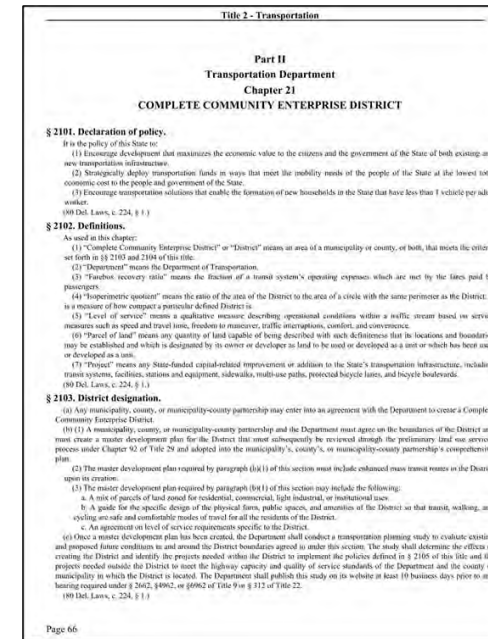 Title 2 - Transportation
Part II
Transportation Department
Chapter 21
COMPLETE COMMUNITY ENTERPRISE DISTRICT
§ 2101. Declaration of policy.
It is the policy of this State to:
(1) Encourage development that maximizes the economic value to the citizens and the government of the State of both existing an
new transportation infrastructure.
(2) Strategically deploy transportation funds in ways that meet the mobility needs of the people of the State at the lowest tot
economic cost to the people and government of the State.
(3) Encourage transportation solutions that enable the formation of new households in the State that have less than 1 vehicle per adu
worker.
(80 Del. Laws, c. 224, § 1.)
§ 2102. Definitions.
As used in this chapter:
(1) "Complete Community Enterprise District" or "District" means an area of a municipality or county, or both, that meets the criter
set forth in §§ 2103 and 2104 of this title.
(2) "Department" means the Department of Transportation.
(3) "Farebox recovery ratio" means the fraction of a transit system's operating expenses which are met by the fares paid b
passengers.
(4) "Isoperimetric quotient" means the ratio of the area of the District to the area of a circle with the same perimeter as the District.
is a measure of how compact a particular defined District is.
(5) "Level of service" means a qualitative measure describing operational conditions within a traffic stream based on servic
measures such as speed and travel time, freedom to maneuver, traffic interruptions, comfort, and convenience.
(6) "Parcel of land" means any quantity of land capable of being described with such definiteness that its locations and boundari
may be established and which is designated by its owner or developer as land to be used or developed as a unit or which has been use
or developed as a unit.
(7) "Project" means any State-funded capital-related improvement or addition to the State's transportation infrastructure, includin
transit systems, facilities, stations and equipment, sidewalks, multi-use paths, protected bicycle lanes, and bicycle boulevards.
(80 Del. Laws, c. 224, § 1.)
§ 2103. District designation.
(a) Any municipality, county, or municipality-county partnership may enter into an agreement with the Department to create a Comple
Community Enterprise District.
(b) (1) A municipality, county, or municipality-county partnership and the Department must agree on the boundaries of the District an
must create a master development plan for the District that must subsequently be reviewed through the preliminary land use service
process under Chapter 92 of Title 29 and adopted into the municipality's, county's, or municipality-county partnership's comprehensiv
plan.
(2) The master development plan required by paragraph (b)(1) of this section must include enhanced mass transit routes in the Distri
upon its creation.
(3) The master development plan required by paragraph (b)(1) of this section may include the following:
a. A mix of parcels of land zoned for residential, commercial, light industrial, or institutional uses.
b. A guide for the specific design of the physical form, public spaces, and amenities of the District so that transit, walking, an
cycling are safe and comfortable modes of travel for all the residents of the District.
c. An agreement on level of service requirements specific to the District.
(c) Once a master development plan has been created, the Department shall conduct a transportation planning study to evaluate existin
and proposed future conditions in and around the District boundaries agreed to under this section. The study shall determine the effects o
creating the District and identify the projects needed within the District to implement the policies defined in § 2105 of this title and th
projects needed outside the District to meet the highway capacity and quality of service standards of the Department and the county o
municipality in which the District is located. The Department shall publish this study on its website at least 10 business days prior to an
hearing required under § 2662, §4962, or §6962 of Title 9 or § 312 of Title 22.
(80 Del. Laws, c. 224, § 1.)
Page 66